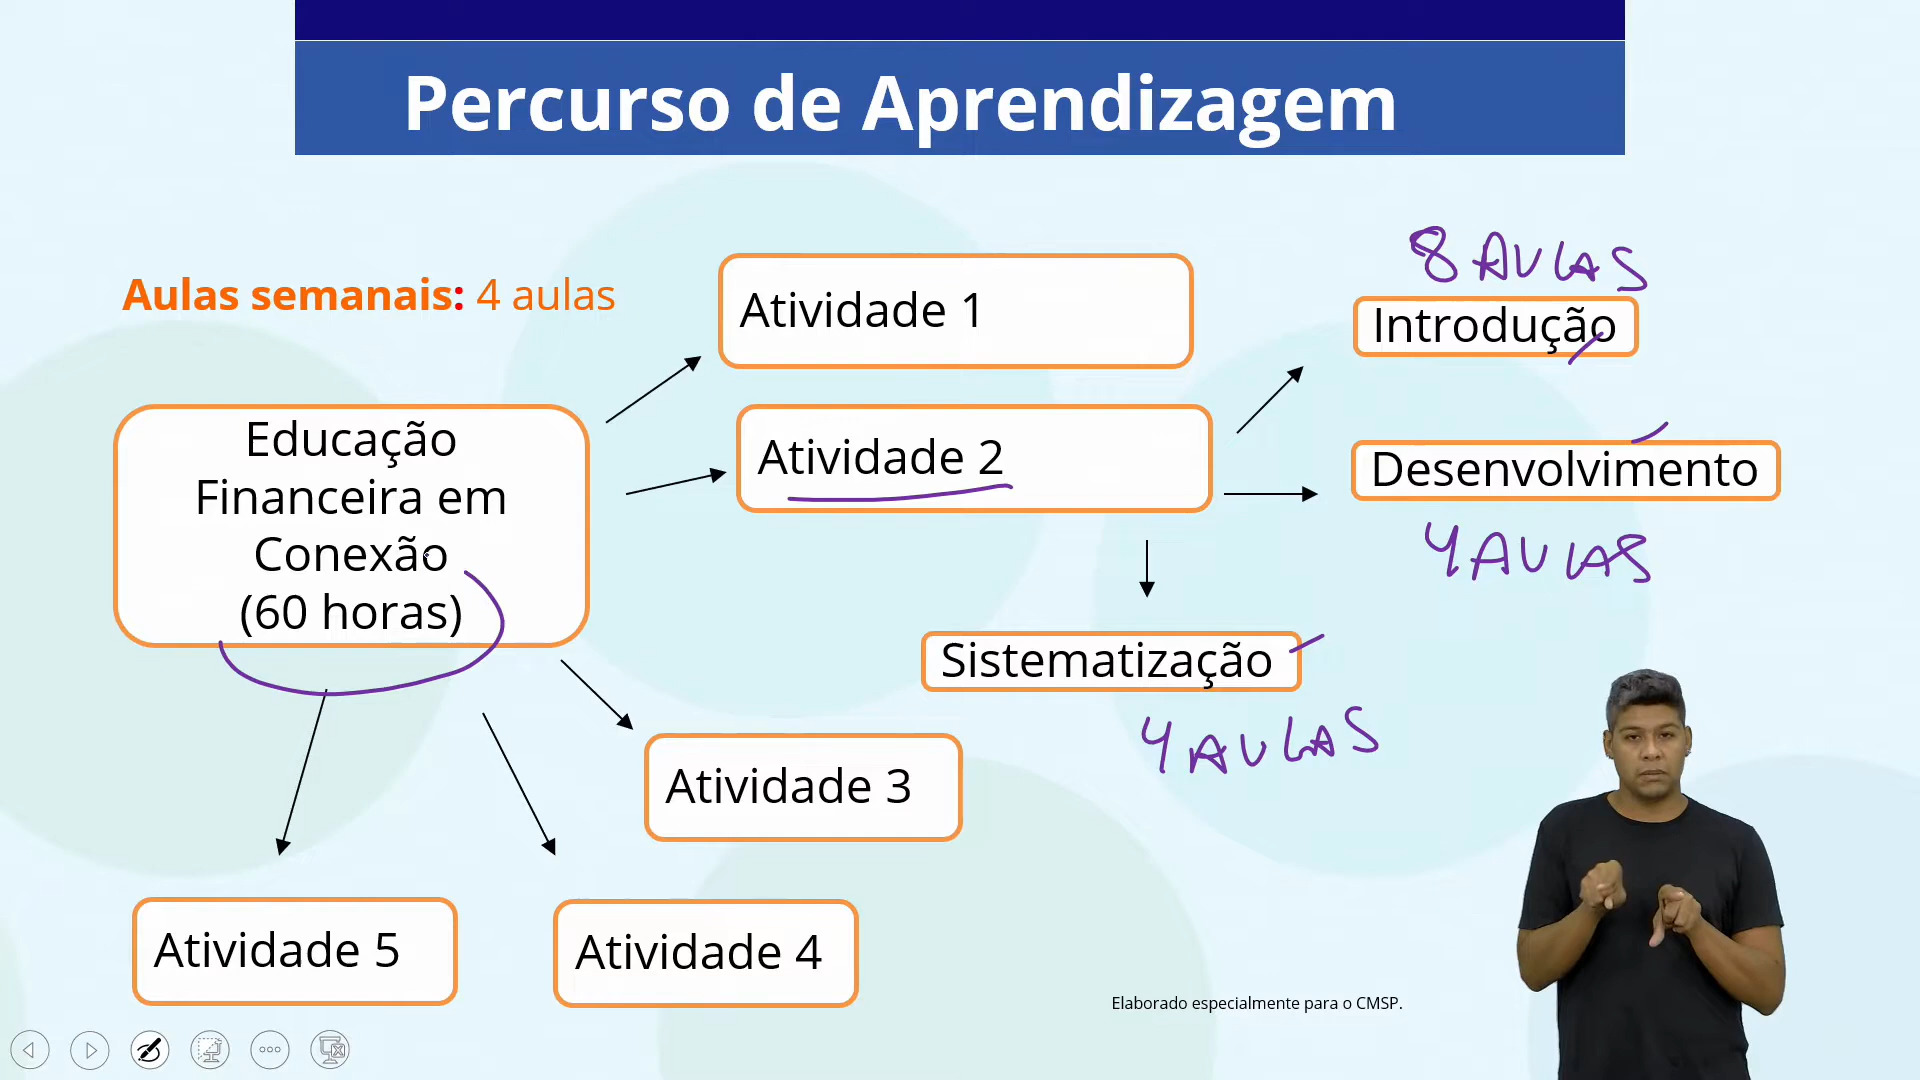 Percurso de Aprendizagem
Aulas semanais: 4 aulas
Educação
Financeira em
Conexão
(60 horas)
Atividade 1
Atividade 2
8 AULAS
Introdução
Desenvolvimento
4 AULAS
Sistematização
4 AULAS
Atividade 3
Atividade 4
Atividade 5
Elaborado especialmente para o CMSP.